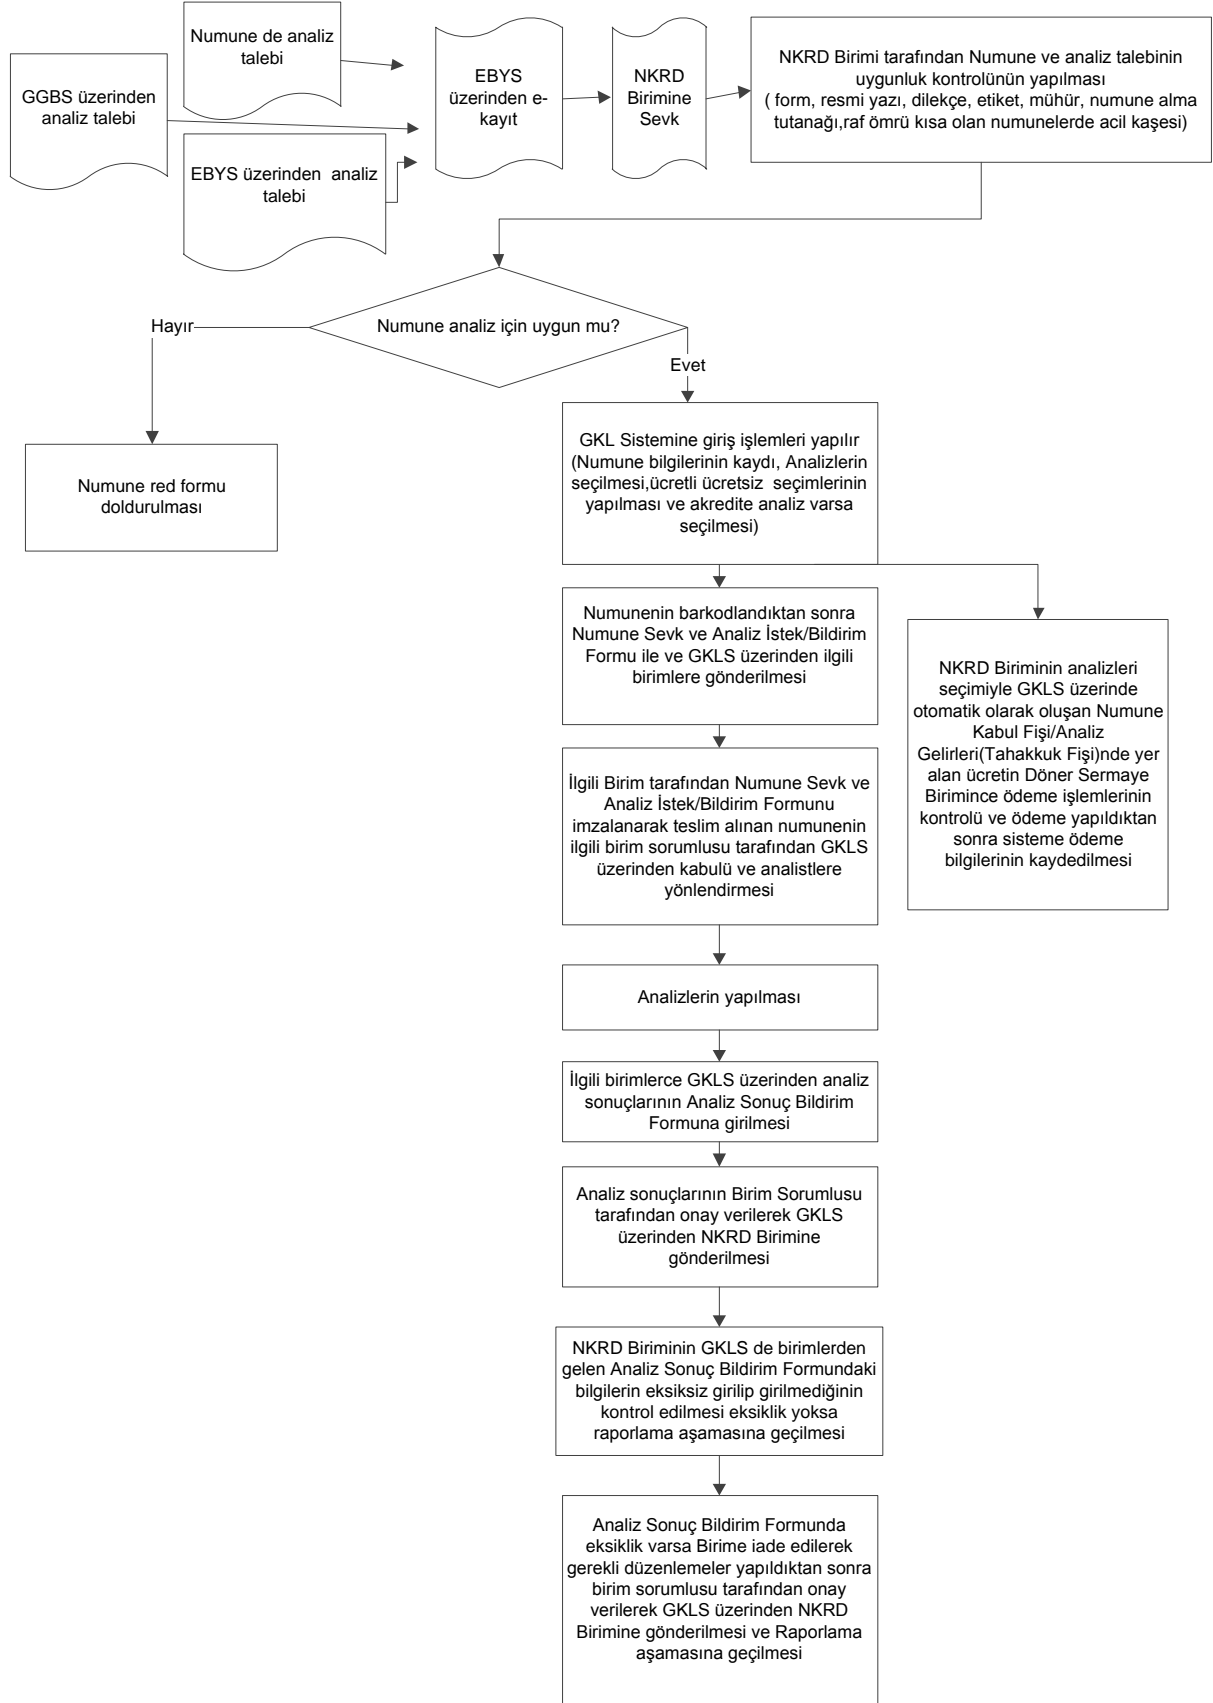 Numune de analiz
talebi
GGBS üzerinden
analiz talebi
EBYS üzerinden  analiz
talebi
EBYS
üzerinden e-
kayıt
NKRD
Birimine
Sevk
NKRD Birimi tarafından Numune ve analiz talebinin
uygunluk kontrolünün yapılması
( form, resmi yazı, dilekçe, etiket, mühür, numune alma
tutanağı,raf ömrü kısa olan numunelerde acil kaşesi)
Numune analiz için uygun mu?
Hayır
Evet
Numune red formu
doldurulması
GKL Sistemine giriş işlemleri yapılır
(Numune bilgilerinin kaydı, Analizlerin
seçilmesi,ücretli ücretsiz  seçimlerinin
yapılması ve akredite analiz varsa
seçilmesi)
Numunenin barkodlandıktan sonra
Numune Sevk ve Analiz İstek/Bildirim
Formu ile ve GKLS üzerinden ilgili
birimlere gönderilmesi
NKRD Biriminin analizleri
seçimiyle GKLS üzerinde
otomatik olarak oluşan Numune
Kabul Fişi/Analiz
Gelirleri(Tahakkuk Fişi)nde yer
alan ücretin Döner Sermaye
Birimince ödeme işlemlerinin
kontrolü ve ödeme yapıldıktan
sonra sisteme ödeme
bilgilerinin kaydedilmesi
İlgili Birim tarafından Numune Sevk ve
Analiz İstek/Bildirim Formunu
imzalanarak teslim alınan numunenin
ilgili birim sorumlusu tarafından GKLS
üzerinden kabulü ve analistlere
yönlendirmesi
Analizlerin yapılması
İlgili birimlerce GKLS üzerinden analiz
sonuçlarının Analiz Sonuç Bildirim
Formuna girilmesi
Analiz sonuçlarının Birim Sorumlusu
tarafından onay verilerek GKLS
üzerinden NKRD Birimine
gönderilmesi
NKRD Biriminin GKLS de birimlerden
gelen Analiz Sonuç Bildirim Formundaki
bilgilerin eksiksiz girilip girilmediğinin
kontrol edilmesi eksiklik yoksa
raporlama aşamasına geçilmesi
Analiz Sonuç Bildirim Formunda
eksiklik varsa Birime iade edilerek
gerekli düzenlemeler yapıldıktan sonra
birim sorumlusu tarafından onay
verilerek GKLS üzerinden NKRD
Birimine gönderilmesi ve Raporlama
aşamasına geçilmesi